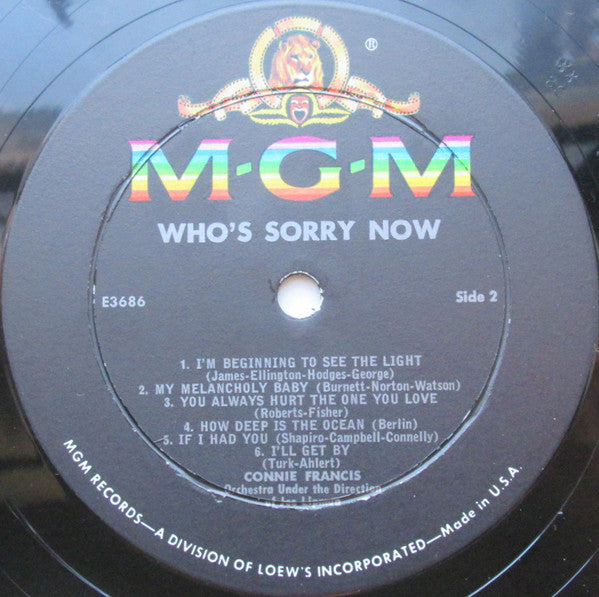 ®
M-G-M
WHO'S SORRY NOW
E3686
Side 2
1. I'M BEGINNING TO SEE THE LIGHT
(James-Ellington-Hodges-George)
2. MY MELANCHOLY BABY (Burnett-Norton-Watson)
3. YOU ALWAYS HURT THE ONE YOU LOVE
(Roberts-Fisher)
4. HOW DEEP IS THE OCEAN (Berlin)
5. IF I HAD YOU (Shapiro-Campbell-Connelly)
6. I'LL GET BY
(Turk-Ahlert)
CONNIE FRANCIS
Orchestra Under the Direction
MGM RECORDS—A DIVISION OF LOEW'S INCORPORATED—Made in U.S.A.